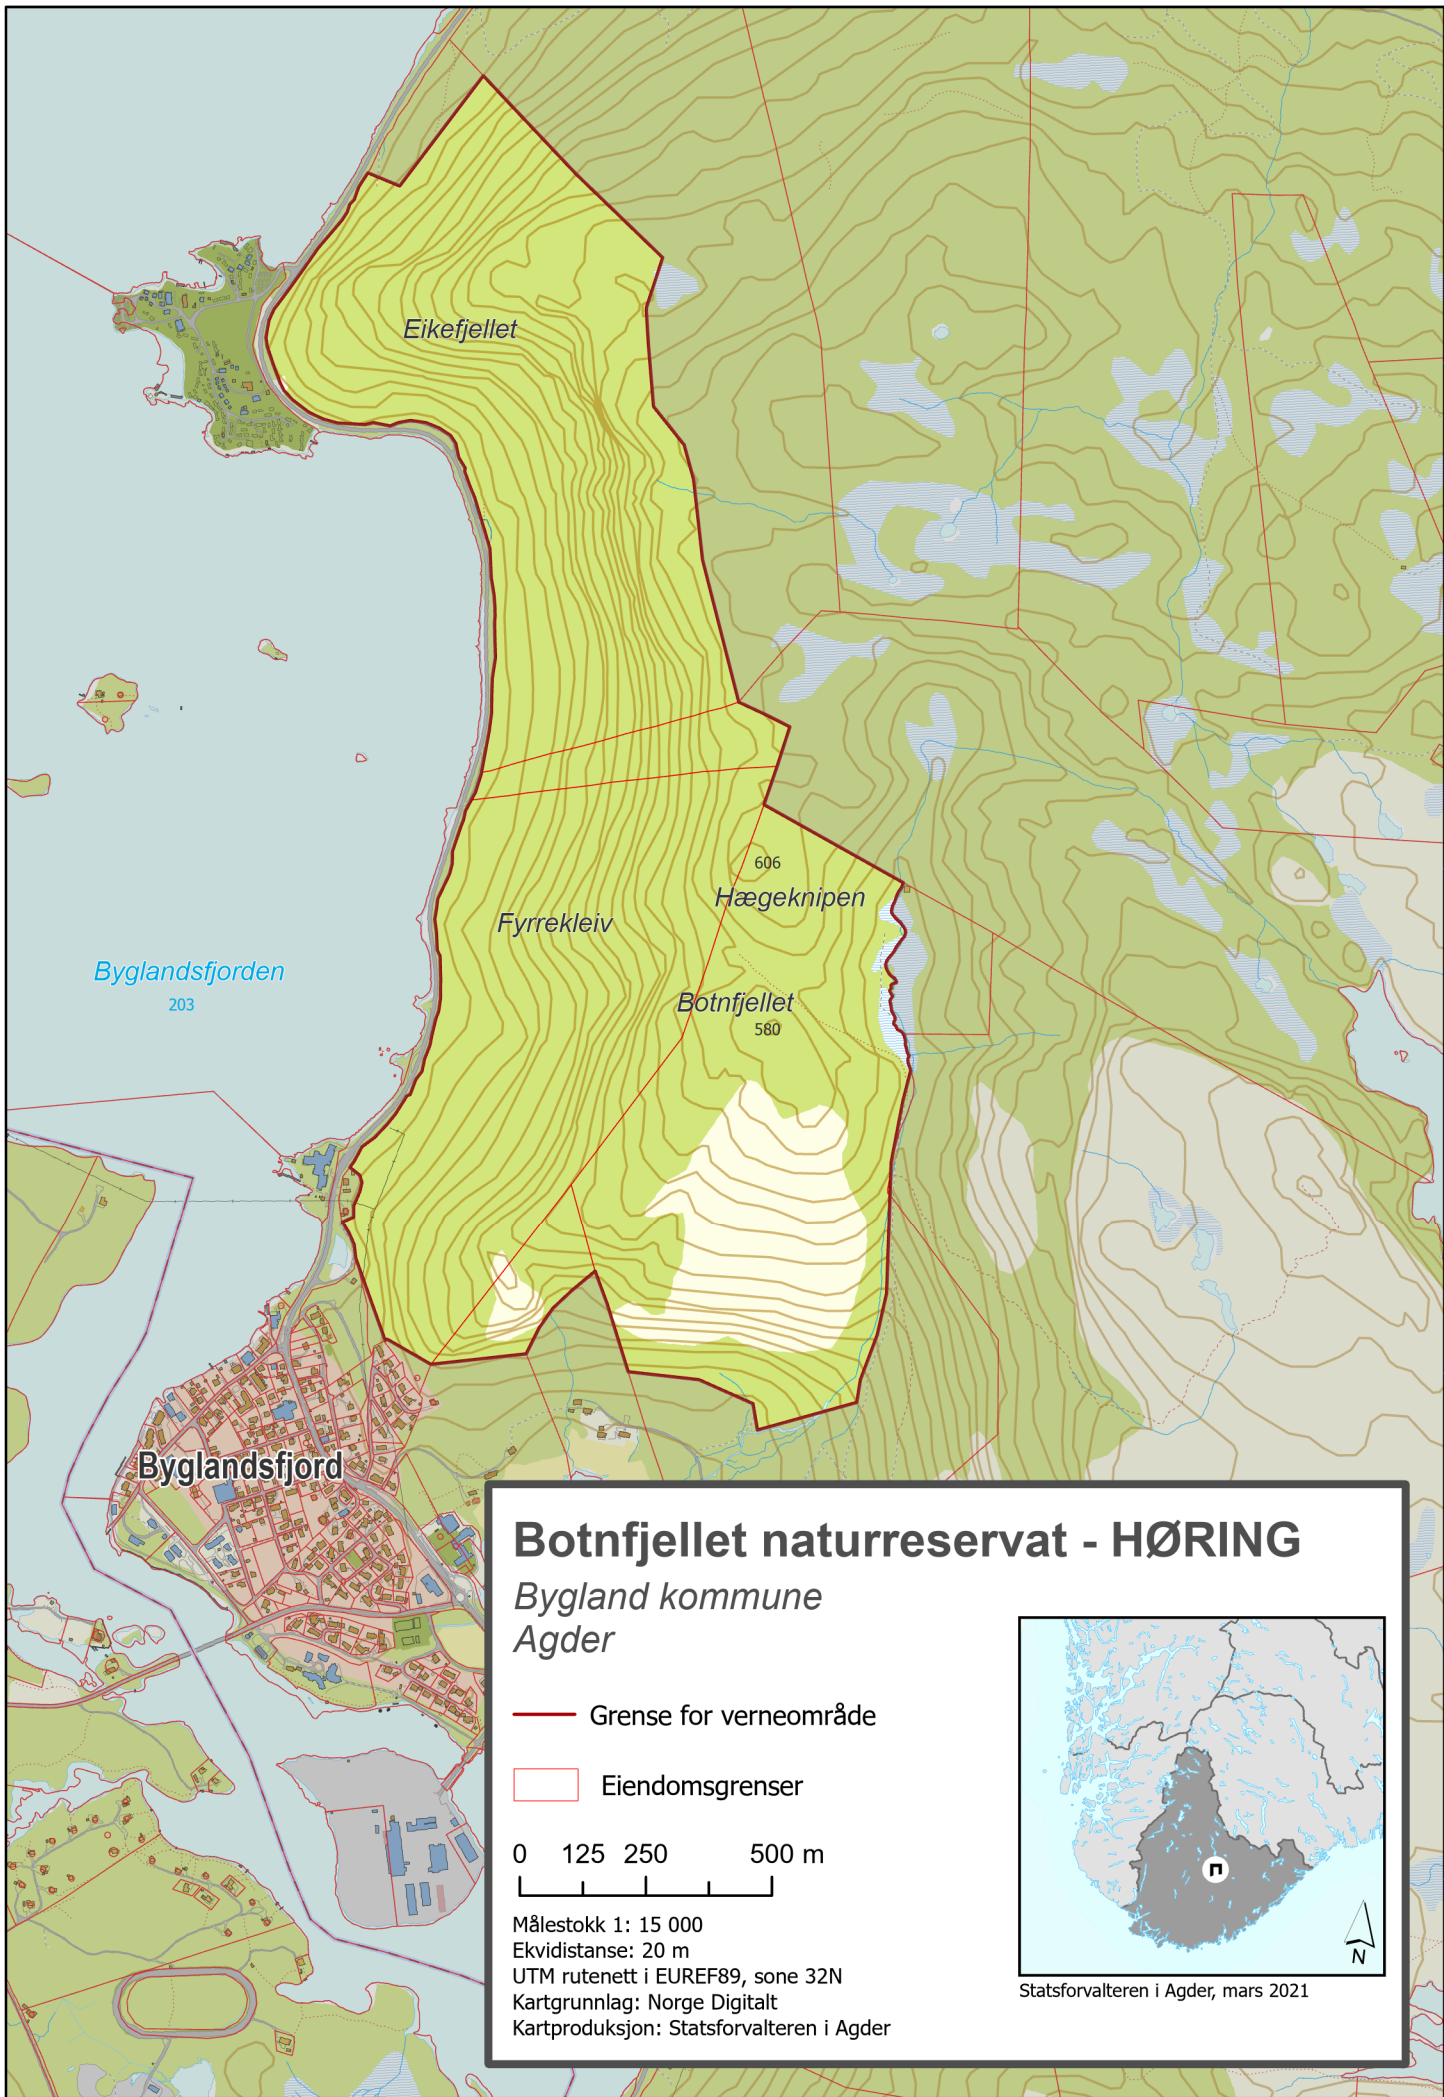 Eikefjellet
606
Hægeknipen
Fyrrekleiv
Byglandsfjorden
203
Botnfjellet
580
Byglandsfjord
Botnfjellet naturreservat - HØRING
Bygland kommune
Agder
Grense for verneområde
Eiendomsgrenser
0 125 250 500 m
Målestokk 1: 15 000
Ekvidistanse: 20 m
UTM rutenett i EUREF89, sone 32N
Kartgrunnlag: Norge Digitalt
Kartproduksjon: Statsforvalteren i Agder
N
Statsforvalteren i Agder, mars 2021